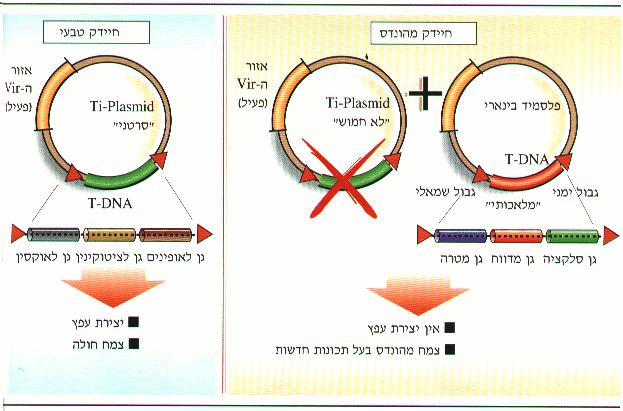 חיידק טבעי
אזור
ה-Vir
(פעיל)
Ti-Plasmid
"סרטני"
T-DNA
גן לאופינים גן לציטוקינין גן לאוקסין
יצירת עפץ
צמח חולה
חיידק מהונדס
אזור
ה-Vir
(פעיל)
Ti-Plasmid
"לא חמוש"
+
פלסמיד בינארי
T-DNA
גבול ימני
גבול שמאלי
"מלאכותי"
גן סלקציה גן מדווח גן מטרה
אין יצירת עפץ
צמח מהונדס בעל תכונות חדשות